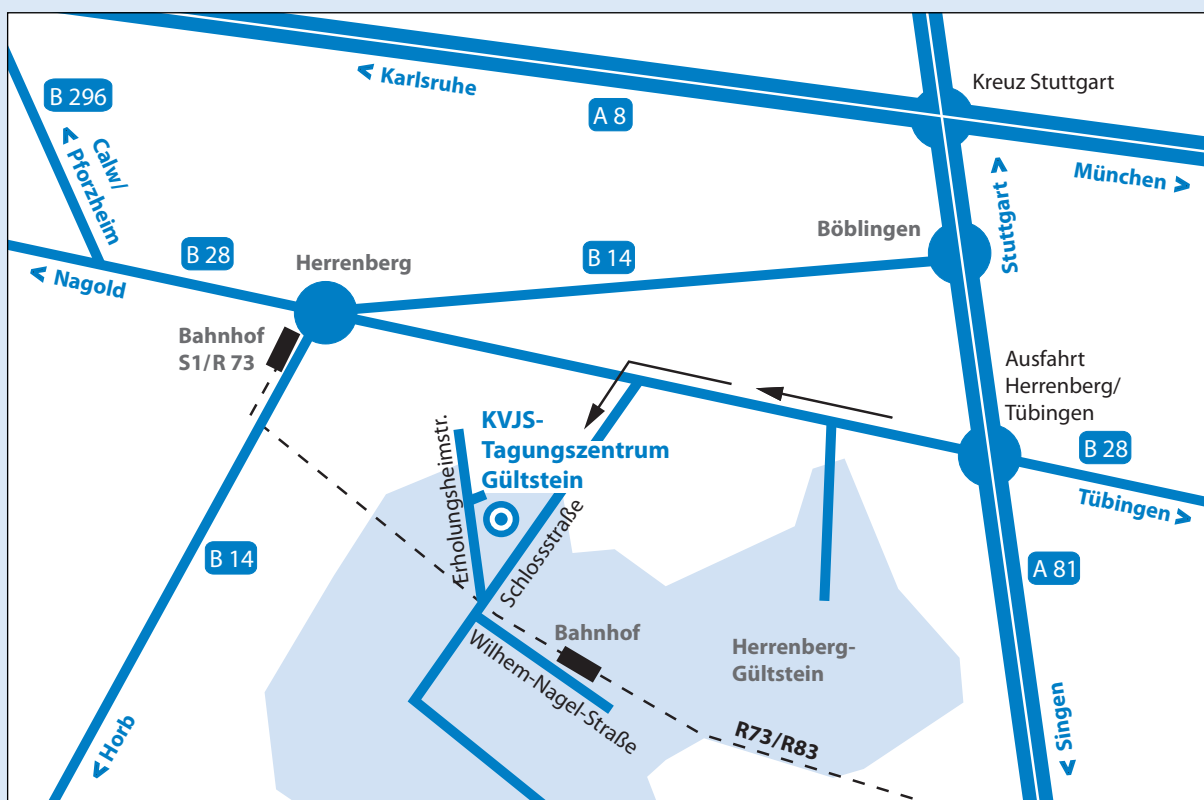 B 296
< Karlsruhe
Kreuz Stuttgart
A 8
< Calw/
Pforzheim
München >
Stuttgart >
Böblingen
B 28
Herrenberg
B 14
< Nagold
Bahnhof
S1/R 73
Ausfahrt
Herrenberg/
Tübingen
KVJS-
Tagungszentrum
Gültstein
B 28
Tübingen >
Erholungsheimstr.
Schlossstraße
B 14
A 81
Bahnhof
Herrenberg-
Gültstein
Wilhem-Nagel-Straße
R73/R83
< Horb
< Singen